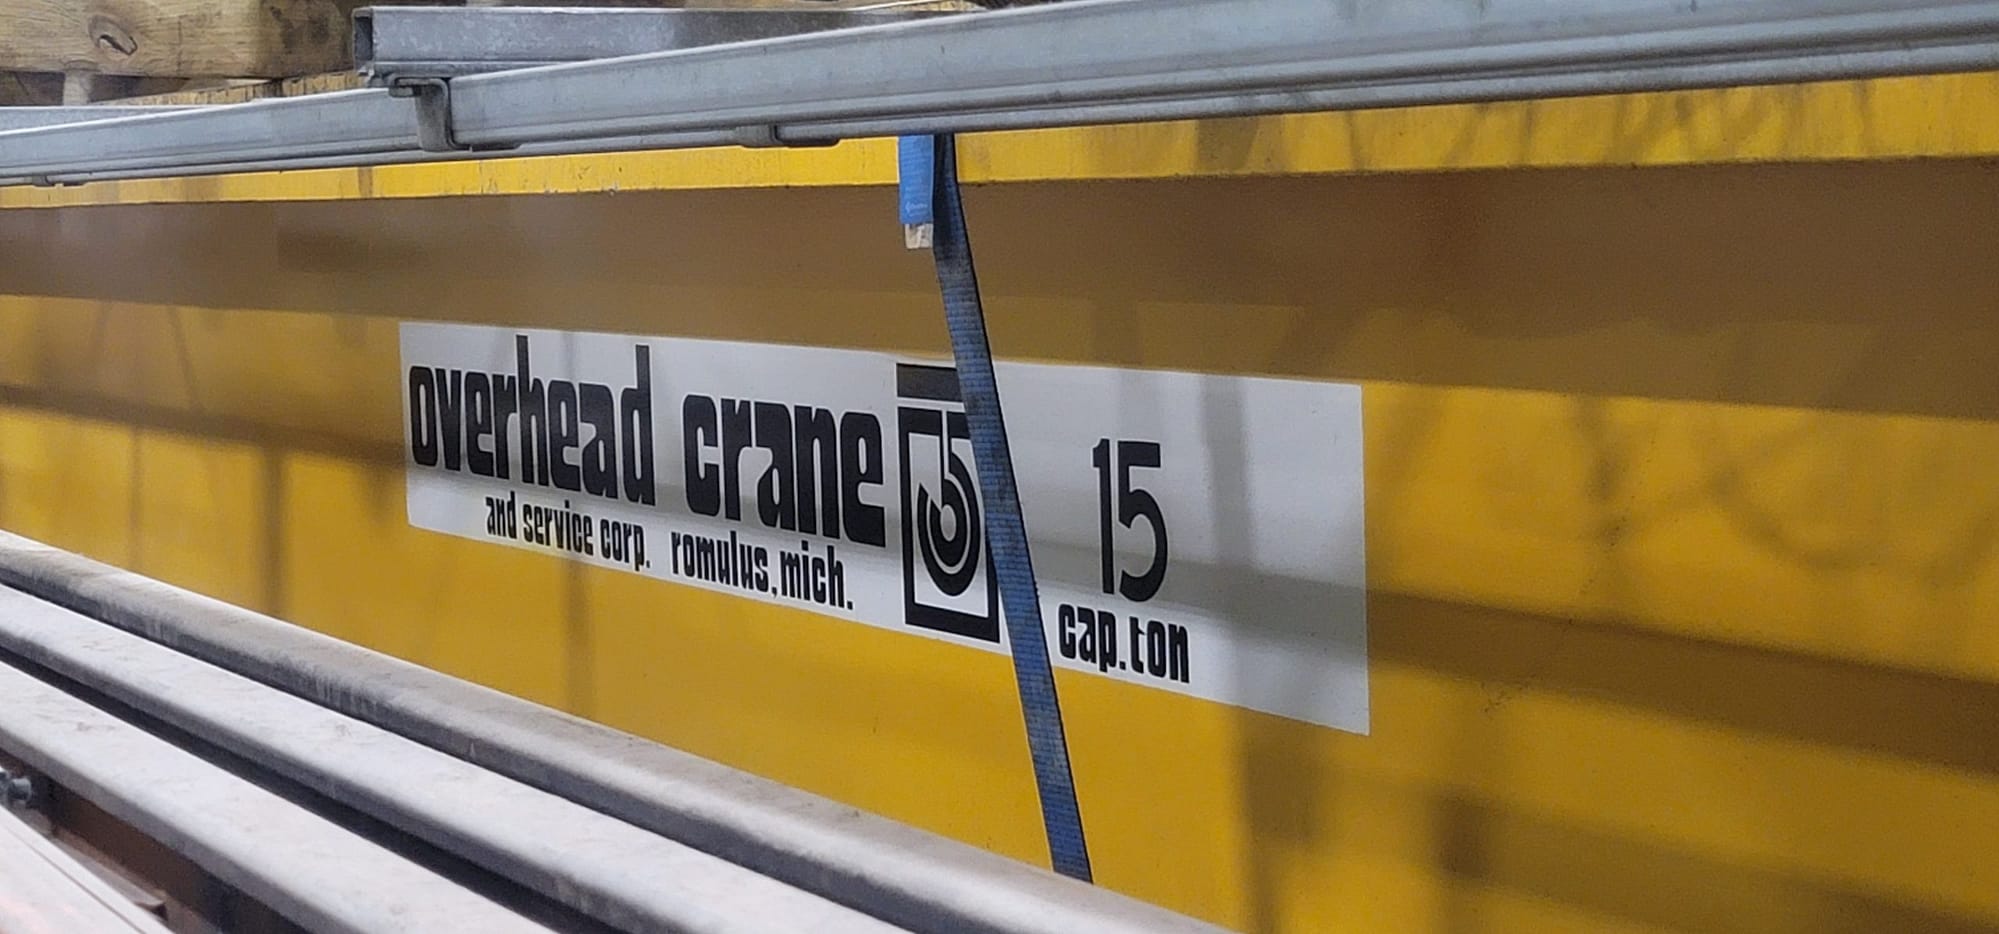 overhead crane
and service corp. romulus, mich.
15
cap. ton